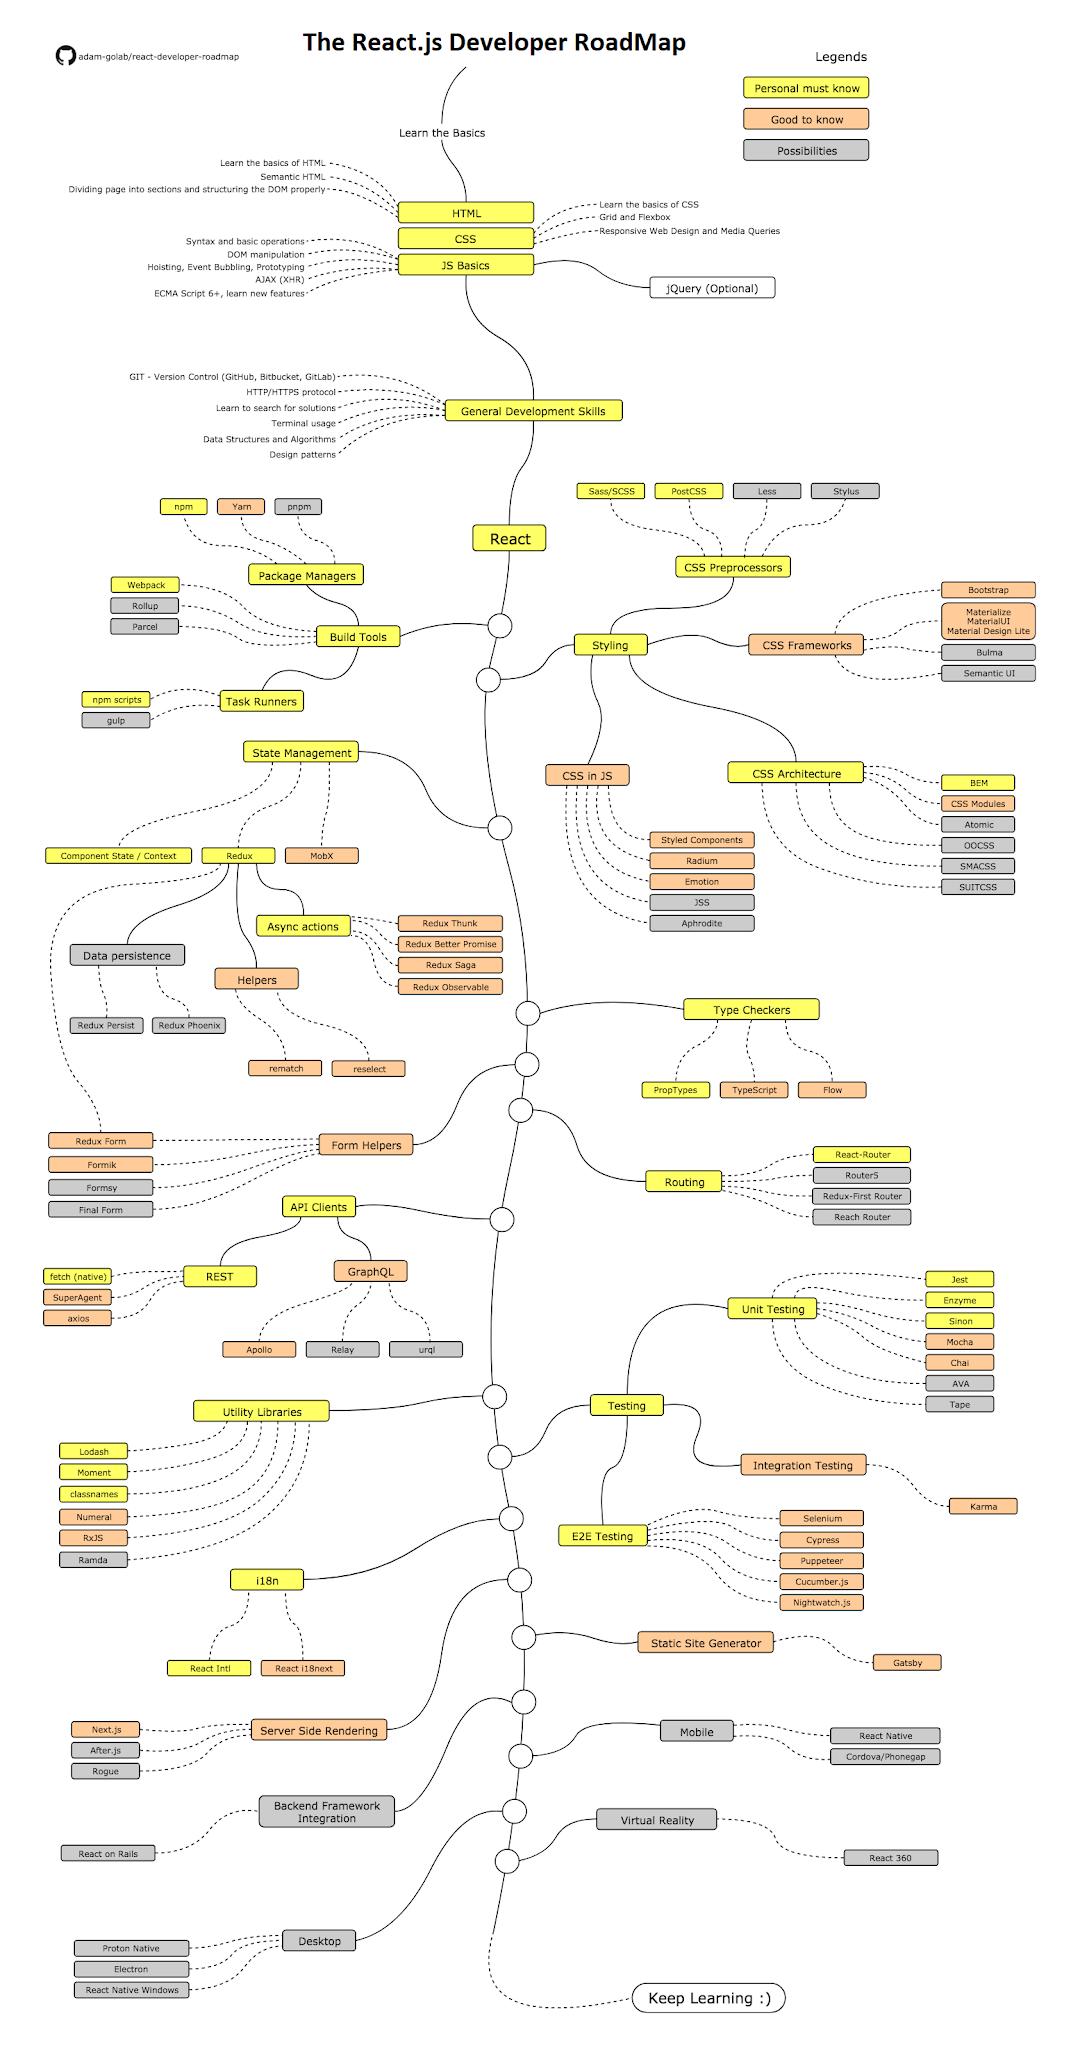 The React.js Developer RoadMap
adam-golab/react-developer-roadmap
Legends
Personal must know
Good to know
Possibilities
Learn the Basics
Learn the basics of HTML
Semantic HTML
Dividing page into sections and structuring the DOM properly
HTML
Learn the basics of CSS
Grid and Flexbox
Responsive Web Design and Media Queries
CSS
Syntax and basic operations
DOM manipulation
Hoisting, Event Bubbling, Prototyping
AJAX (XHR)
ECMA Script 6+, learn new features
JS Basics
jQuery (Optional)
GIT - Version Control (GitHub, Bitbucket, GitLab)
HTTP/HTTPS protocol
Learn to search for solutions
Terminal usage
Data Structures and Algorithms
Design patterns
General Development Skills
React
npm
Yarn
pnpm
Package Managers
Webpack
Rollup
Parcel
Build Tools
npm scripts
gulp
Task Runners
Sass/SCSS
PostCSS
Less
Stylus
CSS Preprocessors
Styling
CSS Frameworks
Bootstrap
Materialize
MaterialUI
Material Design Lite
Bulma
Semantic UI
CSS in JS
Styled Components
Radium
Emotion
JSS
Aphrodite
CSS Architecture
BEM
CSS Modules
Atomic
OOCSS
SMACSS
SUITCSS
State Management
Component State / Context
Redux
MobX
Async actions
Redux Thunk
Redux Better Promise
Redux Saga
Redux Observable
Data persistence
Redux Persist
Redux Phoenix
Helpers
rematch
reselect
Type Checkers
PropTypes
TypeScript
Flow
Form Helpers
Redux Form
Formik
Formsy
Final Form
Routing
React-Router
Router5
Redux-First Router
Reach Router
API Clients
REST
fetch (native)
SuperAgent
axios
GraphQL
Apollo
Relay
urql
Unit Testing
Jest
Enzyme
Sinon
Mocha
Chai
AVA
Tape
Utility Libraries
Lodash
Moment
classnames
Numeral
RxJS
Ramda
Testing
Integration Testing
Karma
E2E Testing
Selenium
Cypress
Puppeteer
Cucumber.js
Nightwatch.js
i18n
React Intl
React i18next
Static Site Generator
Gatsby
Server Side Rendering
Next.js
After.js
Rogue
Mobile
React Native
Cordova/Phonegap
Backend Framework
Integration
React on Rails
Virtual Reality
React 360
Desktop
Proton Native
Electron
React Native Windows
Keep Learning :)